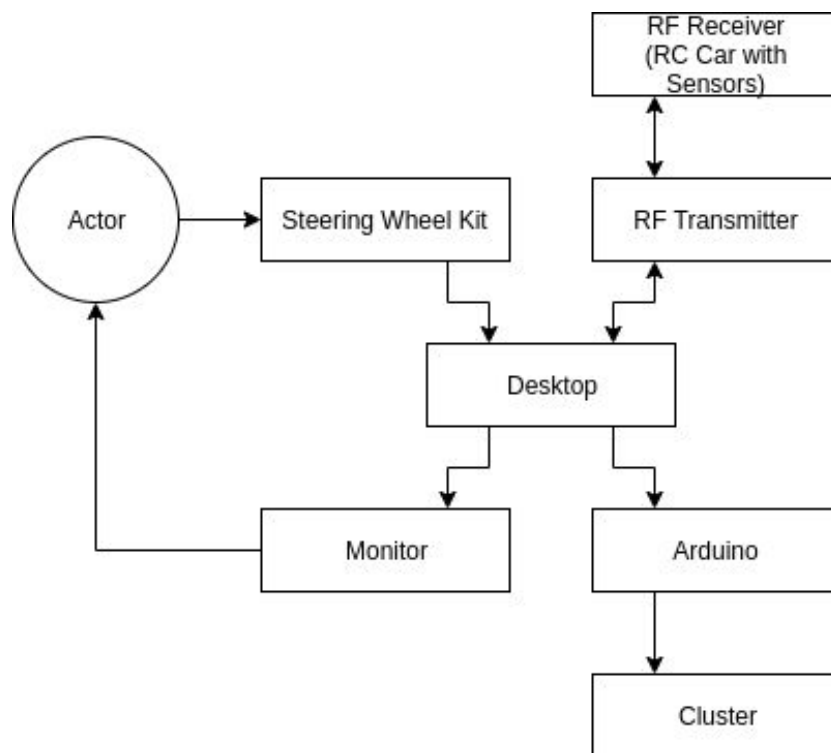 RF Receiver
(RC Car with
Sensors)
Actor
Steering Wheel Kit
RF Transmitter
Desktop
Monitor
Arduino
Cluster